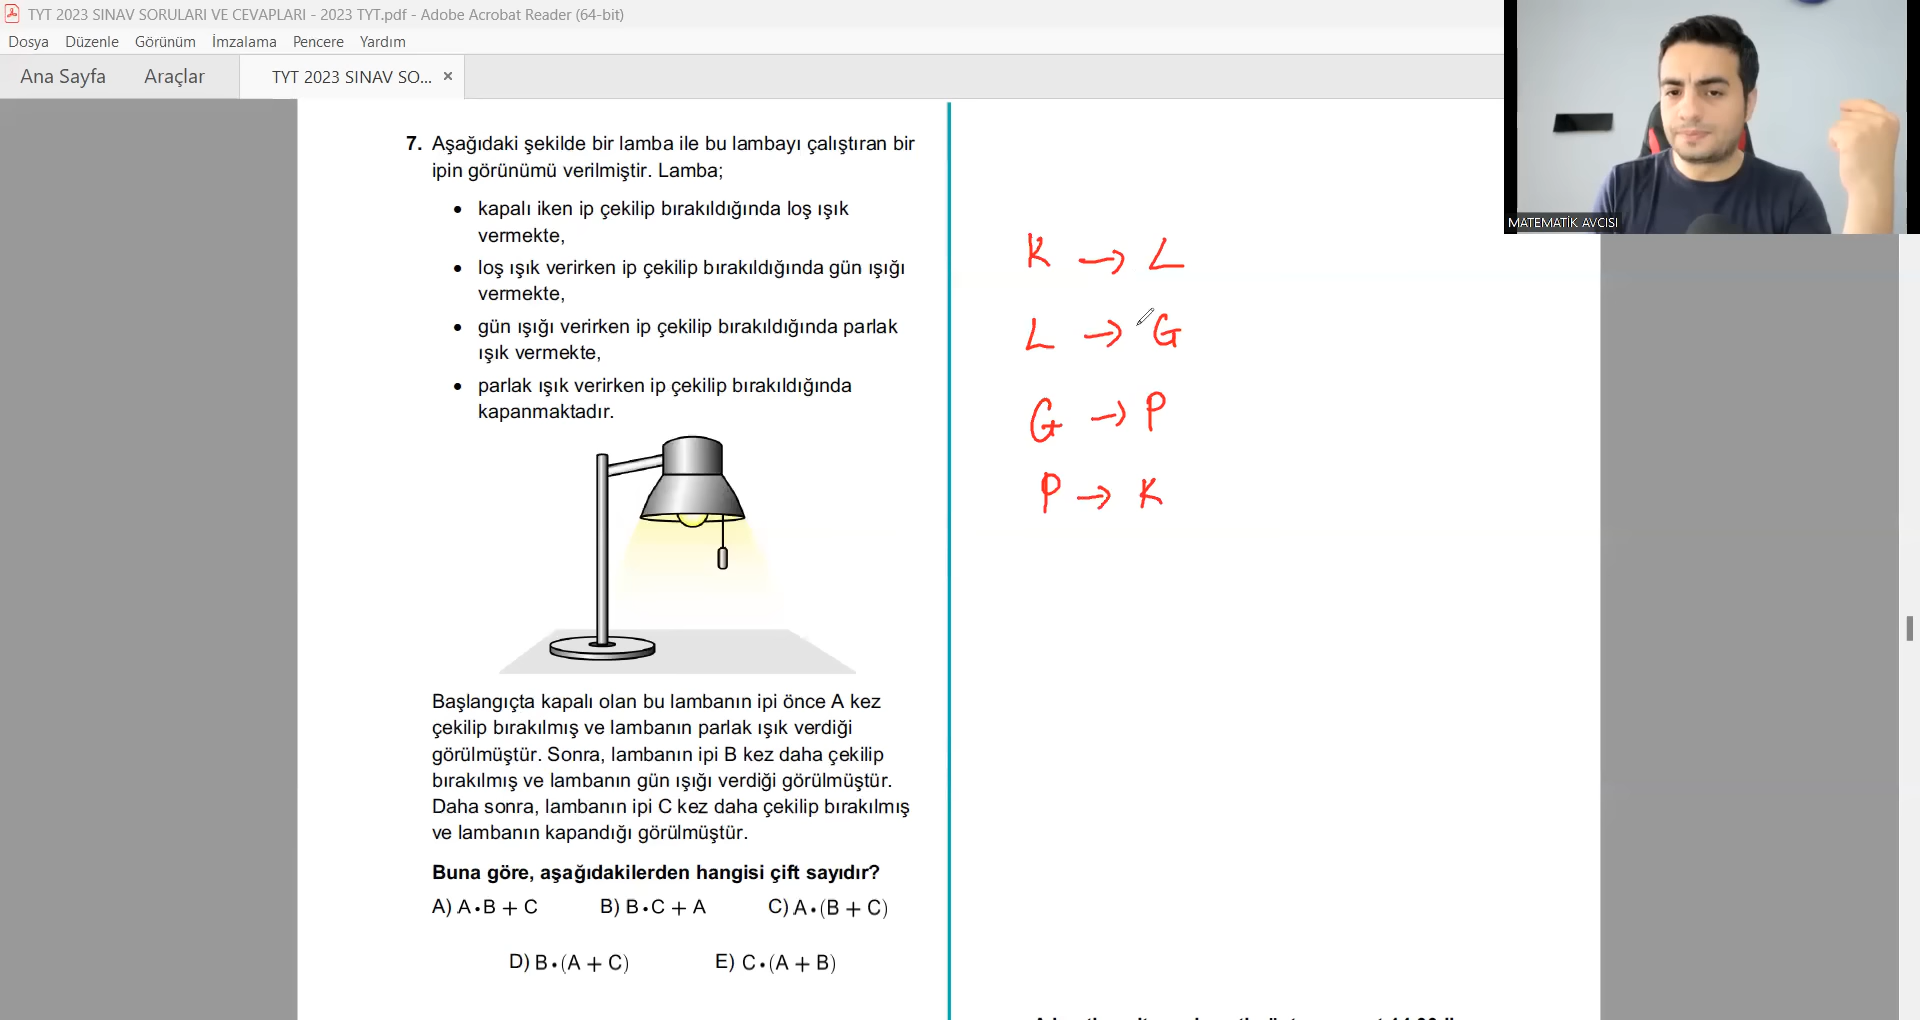 TYT 2023 SINAV SORULARI VE CEVAPLARI - 2023 TYT.pdf - Adobe Acrobat Reader (64-bit)
Dosya Düzenle Görünüm İmzalama Pencere Yardım
Ana Sayfa Araçlar TYT 2023 SINAV SO... ×
MATEMATİK AVCISI
7. Aşağıdaki şekilde bir lamba ile bu lambayı çalıştıran bir
ipin görünümü verilmiştir. Lamba;
• kapalı iken ip çekilip bırakıldığında loş ışık
vermekte,
• loş ışık verirken ip çekilip bırakıldığında gün ışığı
vermekte,
• gün ışığı verirken ip çekilip bırakıldığında parlak
ışık vermekte,
• parlak ışık verirken ip çekilip bırakıldığında
kapanmaktadır.
Başlangıçta kapalı olan bu lambanın ipi önce A kez
çekilip bırakılmış ve lambanın parlak ışık verdiği
görülmüştür. Sonra, lambanın ipi B kez daha çekilip
bırakılmış ve lambanın gün ışığı verdiği görülmüştür.
Daha sonra, lambanın ipi C kez daha çekilip bırakılmış
ve lambanın kapandığı görülmüştür.
Buna göre, aşağıdakilerden hangisi çift sayıdır?
A) A•B + C B) B•C + A C) A•(B + C)
D) B•(A + C) E) C•(A + B)
K → L
L → G
G → P
P → K